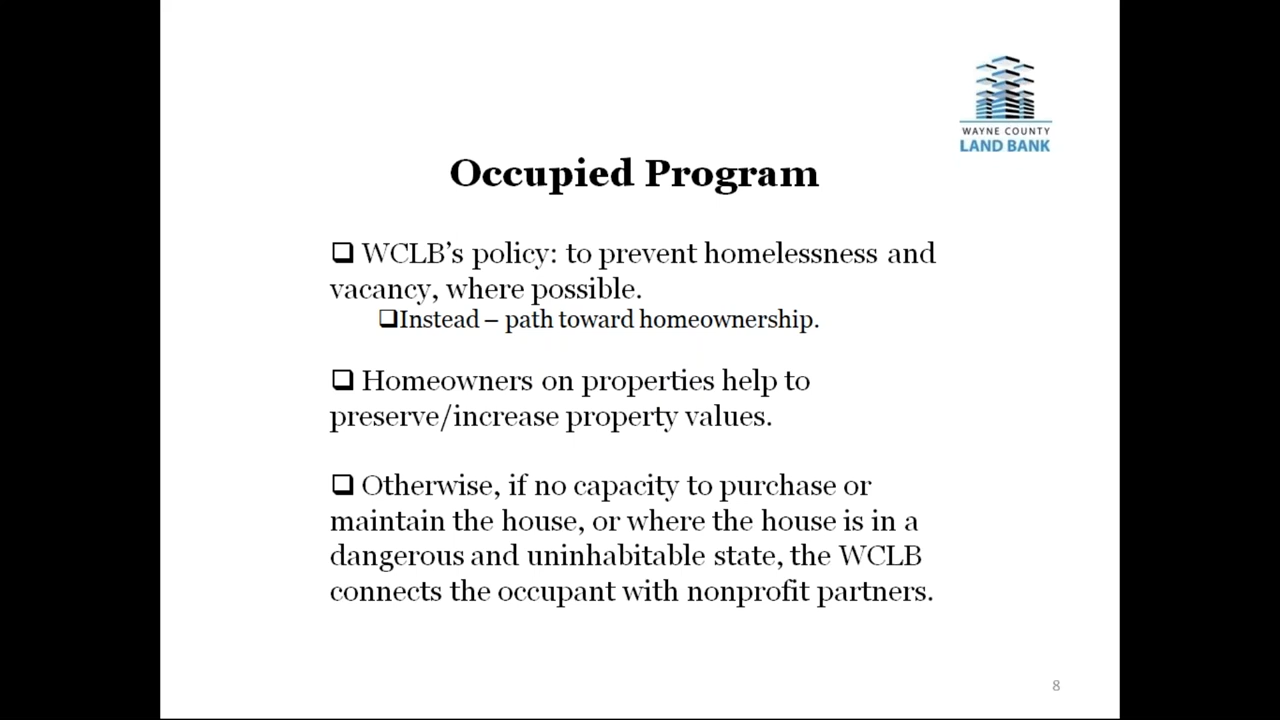 WAYNE COUNTY
LAND BANK
Occupied Program
❑ WCLB’s policy: to prevent homelessness and
vacancy, where possible.
❑Instead – path toward homeownership.
❑ Homeowners on properties help to
preserve/increase property values.
❑ Otherwise, if no capacity to purchase or
maintain the house, or where the house is in a
dangerous and uninhabitable state, the WCLB
connects the occupant with nonprofit partners.
8